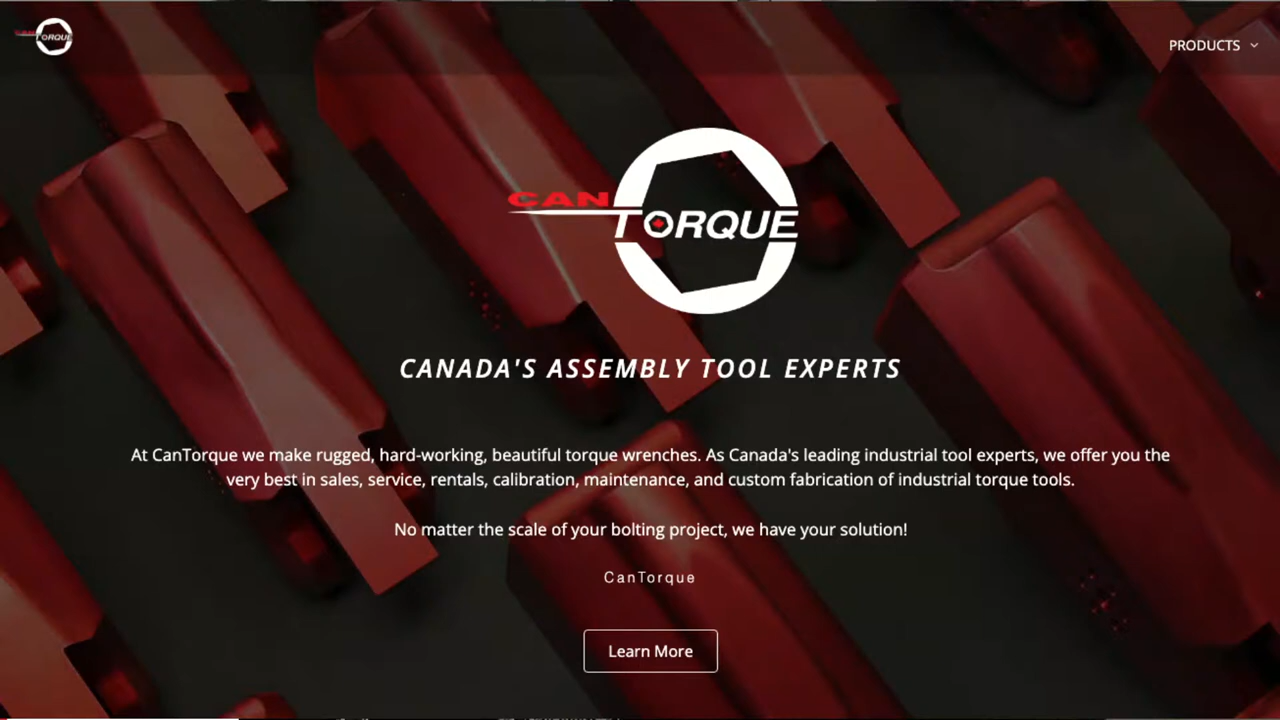 CAN
TORQUE
PRODUCTS
CAN
TORQUE
CANADA'S ASSEMBLY TOOL EXPERTS
At CanTorque we make rugged, hard-working, beautiful torque wrenches. As Canada's leading industrial tool experts, we offer you the
very best in sales, service, rentals, calibration, maintenance, and custom fabrication of industrial torque tools.
No matter the scale of your bolting project, we have your solution!
CanTorque
Learn More